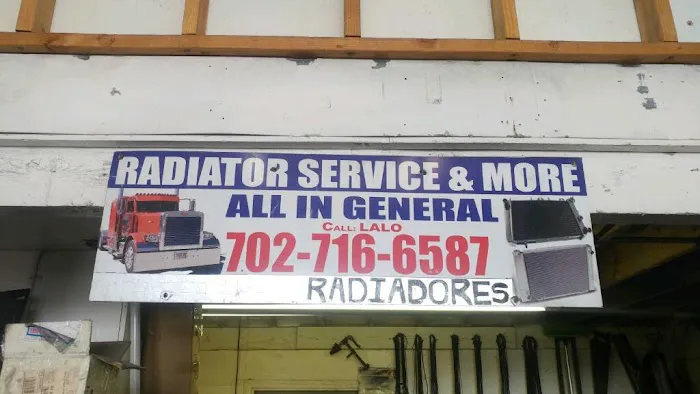 RADIATOR SERVICE & MORE
ALL IN GENERAL
CALL: LALO
702-716-6587
RADIADORES